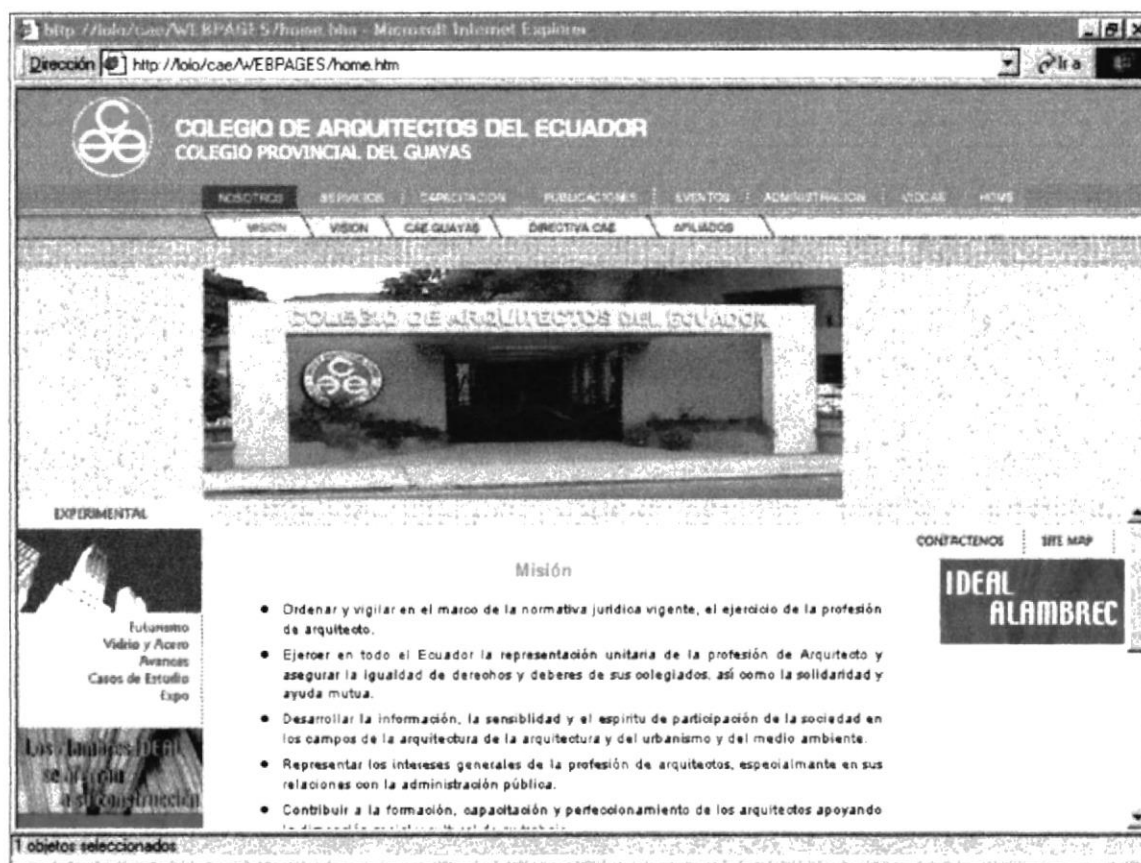 http://loio/cae/WEBPAGES/home.htm - Microsoft Internet Explorer
Dirección http://loio/cae/WEBPAGES/home.htm Ir a
COLEGIO DE ARQUITECTOS DEL ECUADOR
COLEGIO PROVINCIAL DEL GUAYAS
NOSOTROS SERVICIOS CAPACITACION PUBLICACIONES EVENTOS ADMINISTRACION HOME
MISION VISION CAE GUAYAS DIRECTIVA CAE AFILIADOS
COLEGIO DE ARQUITECTOS DEL ECUADOR
EXPERIMENTAL
Futurismo
Vidrio y Acero
Avances
Casos de Estudio
Expo
Misión
Ordenar y vigilar en el marco de la normativa jurídica vigente, el ejercicio de la profesión
de arquitecto.
Ejercer en todo el Ecuador la representación unitaria de la profesión de Arquitecto y
asegurar la igualdad de derechos y deberes de sus colegiados, así como la solidaridad y
ayuda mutua.
Desarrollar la información, la sensiblidad y el espíritu de participación de la sociedad en
los campos de la arquitectura de la arquitectura y del urbanismo y del medio ambiente.
Representar los intereses generales de la profesión de arquitectos, especialmante en sus
relaciones con la administración pública.
Contribuir a la formación, capacitación y perfeccionamiento de los arquitectos apoyando
CONTACTENOS SITE MAP
IDEAL
ALAMBREC
1 objetos seleccionados